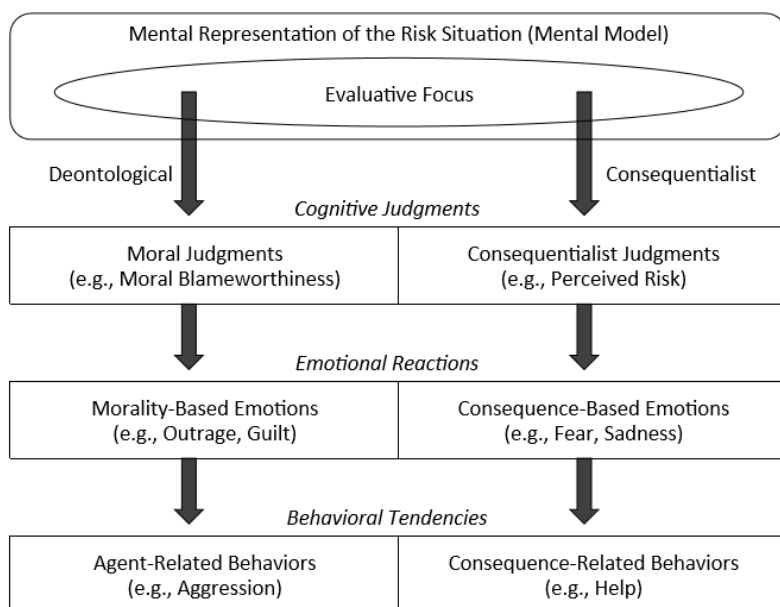 Mental Representation of the Risk Situation (Mental Model)
Evaluative Focus
Deontological
Consequentialist
Cognitive Judgments
Moral Judgments
(e.g., Moral Blameworthiness)
Consequentialist Judgments
(e.g., Perceived Risk)
Emotional Reactions
Morality-Based Emotions
(e.g., Outrage, Guilt)
Consequence-Based Emotions
(e.g., Fear, Sadness)
Behavioral Tendencies
Agent-Related Behaviors
(e.g., Aggression)
Consequence-Related Behaviors
(e.g., Help)